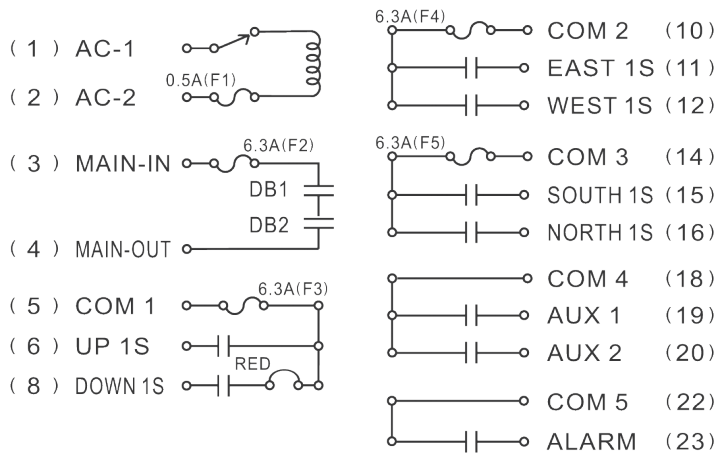 ( 1 ) AC-1
( 2 ) AC-2 0.5A(F1)
( 3 ) MAIN-IN 6.3A(F2)
DB1
DB2
( 4 ) MAIN-OUT
( 5 ) COM 1 6.3A(F3)
( 6 ) UP 1S
RED
( 8 ) DOWN 1S
6.3A(F4)
COM 2 (10)
EAST 1S (11)
WEST 1S (12)
6.3A(F5)
COM 3 (14)
SOUTH 1S (15)
NORTH 1S (16)
COM 4 (18)
AUX 1 (19)
AUX 2 (20)
COM 5 (22)
ALARM (23)